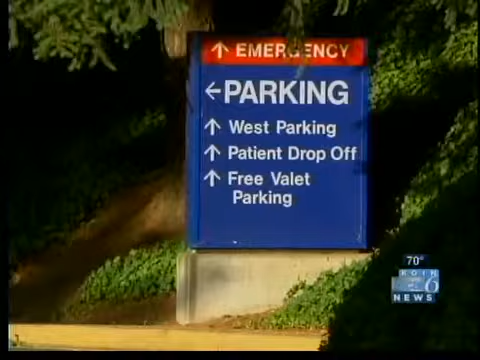 ↑ EMERGENCY
← PARKING
↑ West Parking
↑ Patient Drop Off
↑ Free Valet
Parking
70°
KOIN
6
NEWS